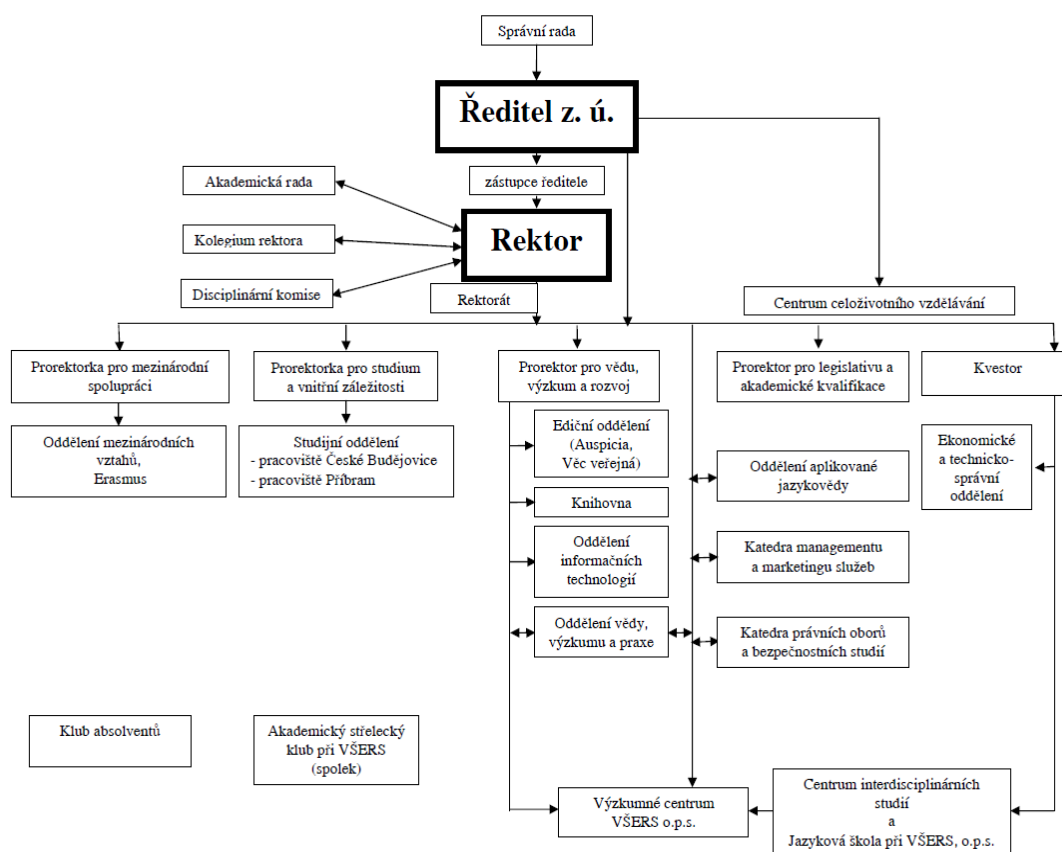 Správní rada
Ředitel z. ú.
zástupce ředitele
Akademická rada
Rektor
Kolegium rektora
Disciplinární komise
Rektorát
Centrum celoživotního vzdělávání
Prorektorka pro mezinárodní
spolupráci
Prorektorka pro studium
a vnitřní záležitosti
Prorektor pro vědu,
výzkum a rozvoj
Prorektor pro legislativu a
akademické kvalifikace
Kvestor
Oddělení mezinárodních
vztahů,
Erasmus
Studijní oddělení
- pracoviště České Budějovice
- pracoviště Příbram
Ediční oddělení
(Auspicia,
Věc veřejná)
Knihovna
Oddělení
informačních
technologií
Oddělení vědy,
výzkumu a praxe
Oddělení aplikované
jazykovědy
Katedra managementu
a marketingu služeb
Katedra právních oborů
a bezpečnostních studií
Ekonomické
a technicko-
správní
oddělení
Klub absolventů
Akademický střelecký
klub při VŠERS
(spolek)
Výzkumné centrum
VŠERS o.p.s.
Centrum interdisciplinárních
studií
a
Jazyková škola při VŠERS, o.p.s.